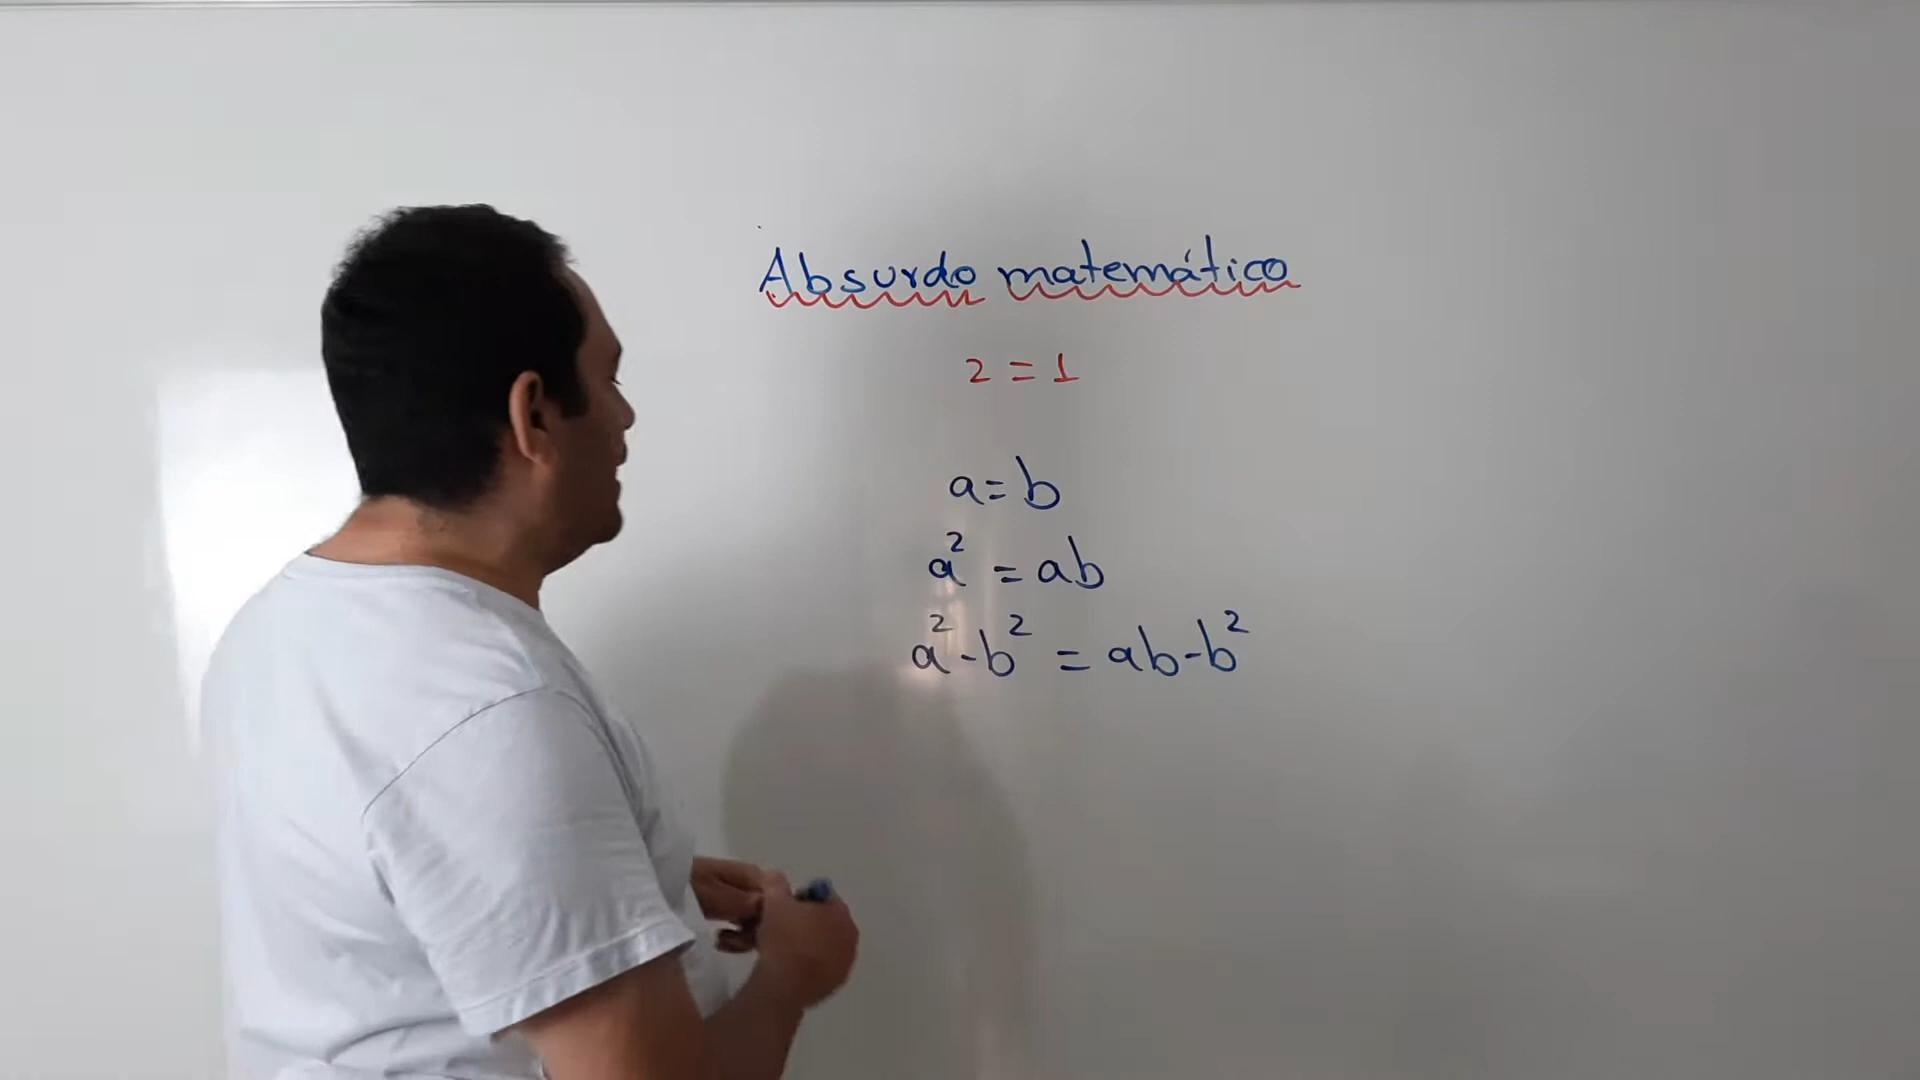 Absurdo matemático
2 = 1
a = b
a² = ab
a² - b² = ab - b²